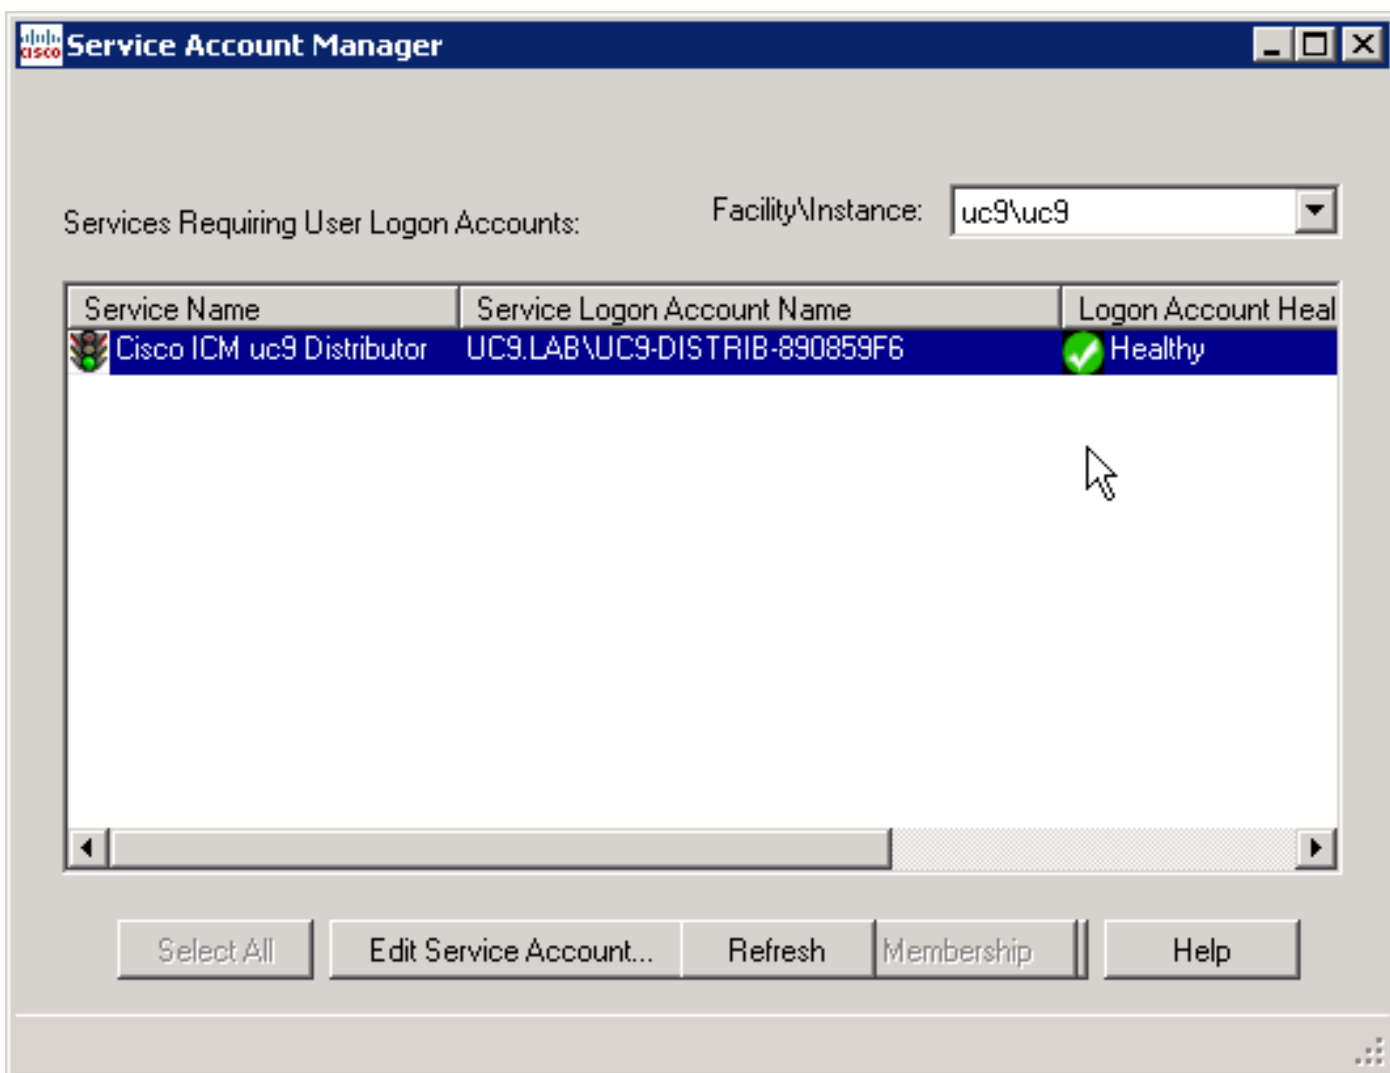 cisco Service Account Manager
Services Requiring User Logon Accounts:
Facility\Instance: uc9\uc9
Service Name Service Logon Account Name Logon Account Heal
Cisco ICM uc9 Distributor UC9.LAB\UC9-DISTRIB-890859F6 Healthy
Select All Edit Service Account... Refresh Membership Help